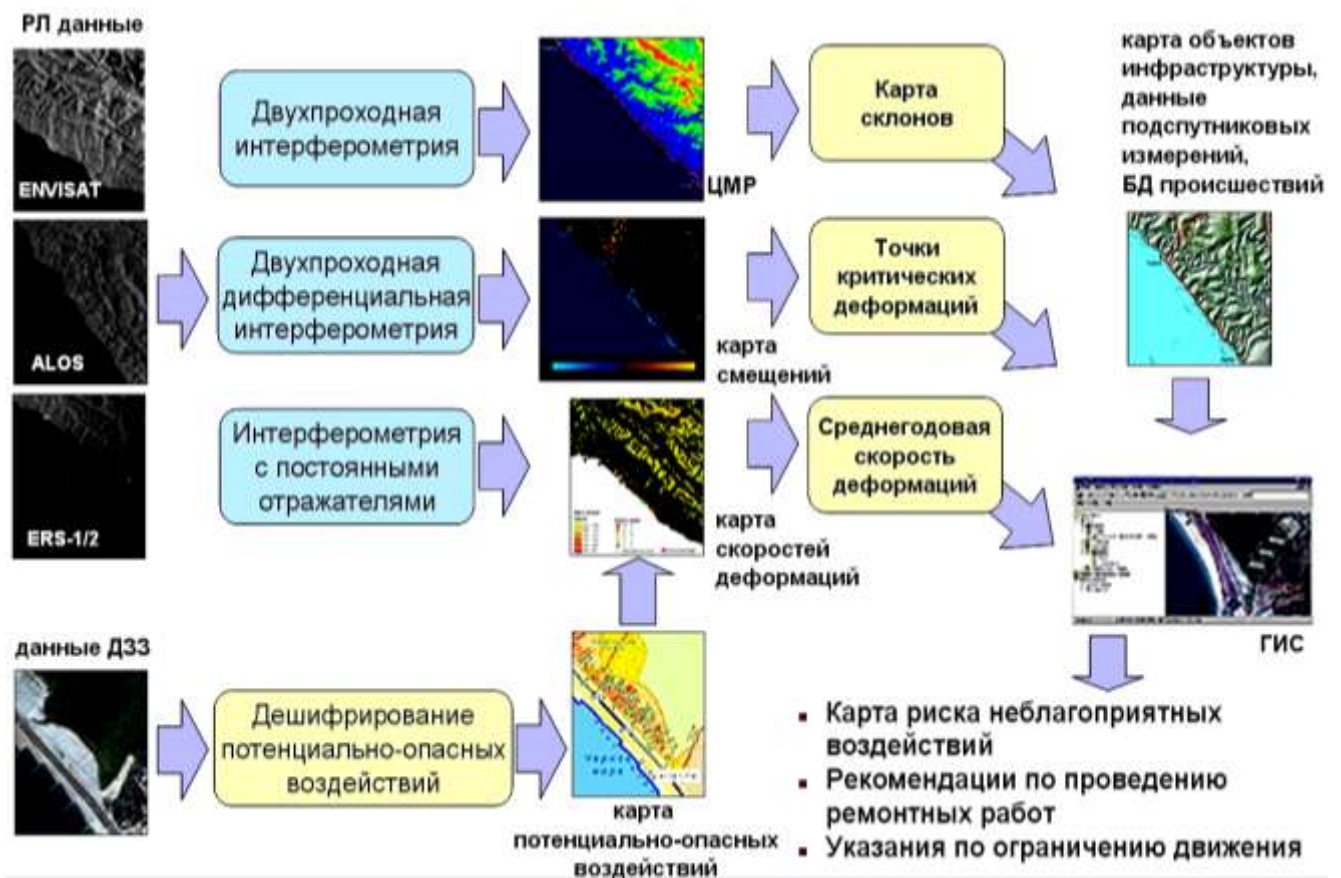 РЛ данные
ENVISAT
ALOS
ERS-1/2
Двухпроходная
интерферометрия
Двухпроходная
дифференциальная
интерферометрия
Интерферометрия
с постоянными
отражателями
ЦМР
карта
смещений
карта
скоростей
деформаций
Карта
склонов
Точки
критических
деформаций
Среднегодовая
скорость
деформаций
карта объектов
инфраструктуры,
данные
подспутниковых
измерений,
БД происшествий
ГИС
данные ДЗЗ
Дешифрирование
потенциально-опасных
воздействий
карта
потенциально-опасных
воздействий
▪ Карта риска неблагоприятных
воздействий
▪ Рекомендации по проведению
ремонтных работ
▪ Указания по ограничению движения